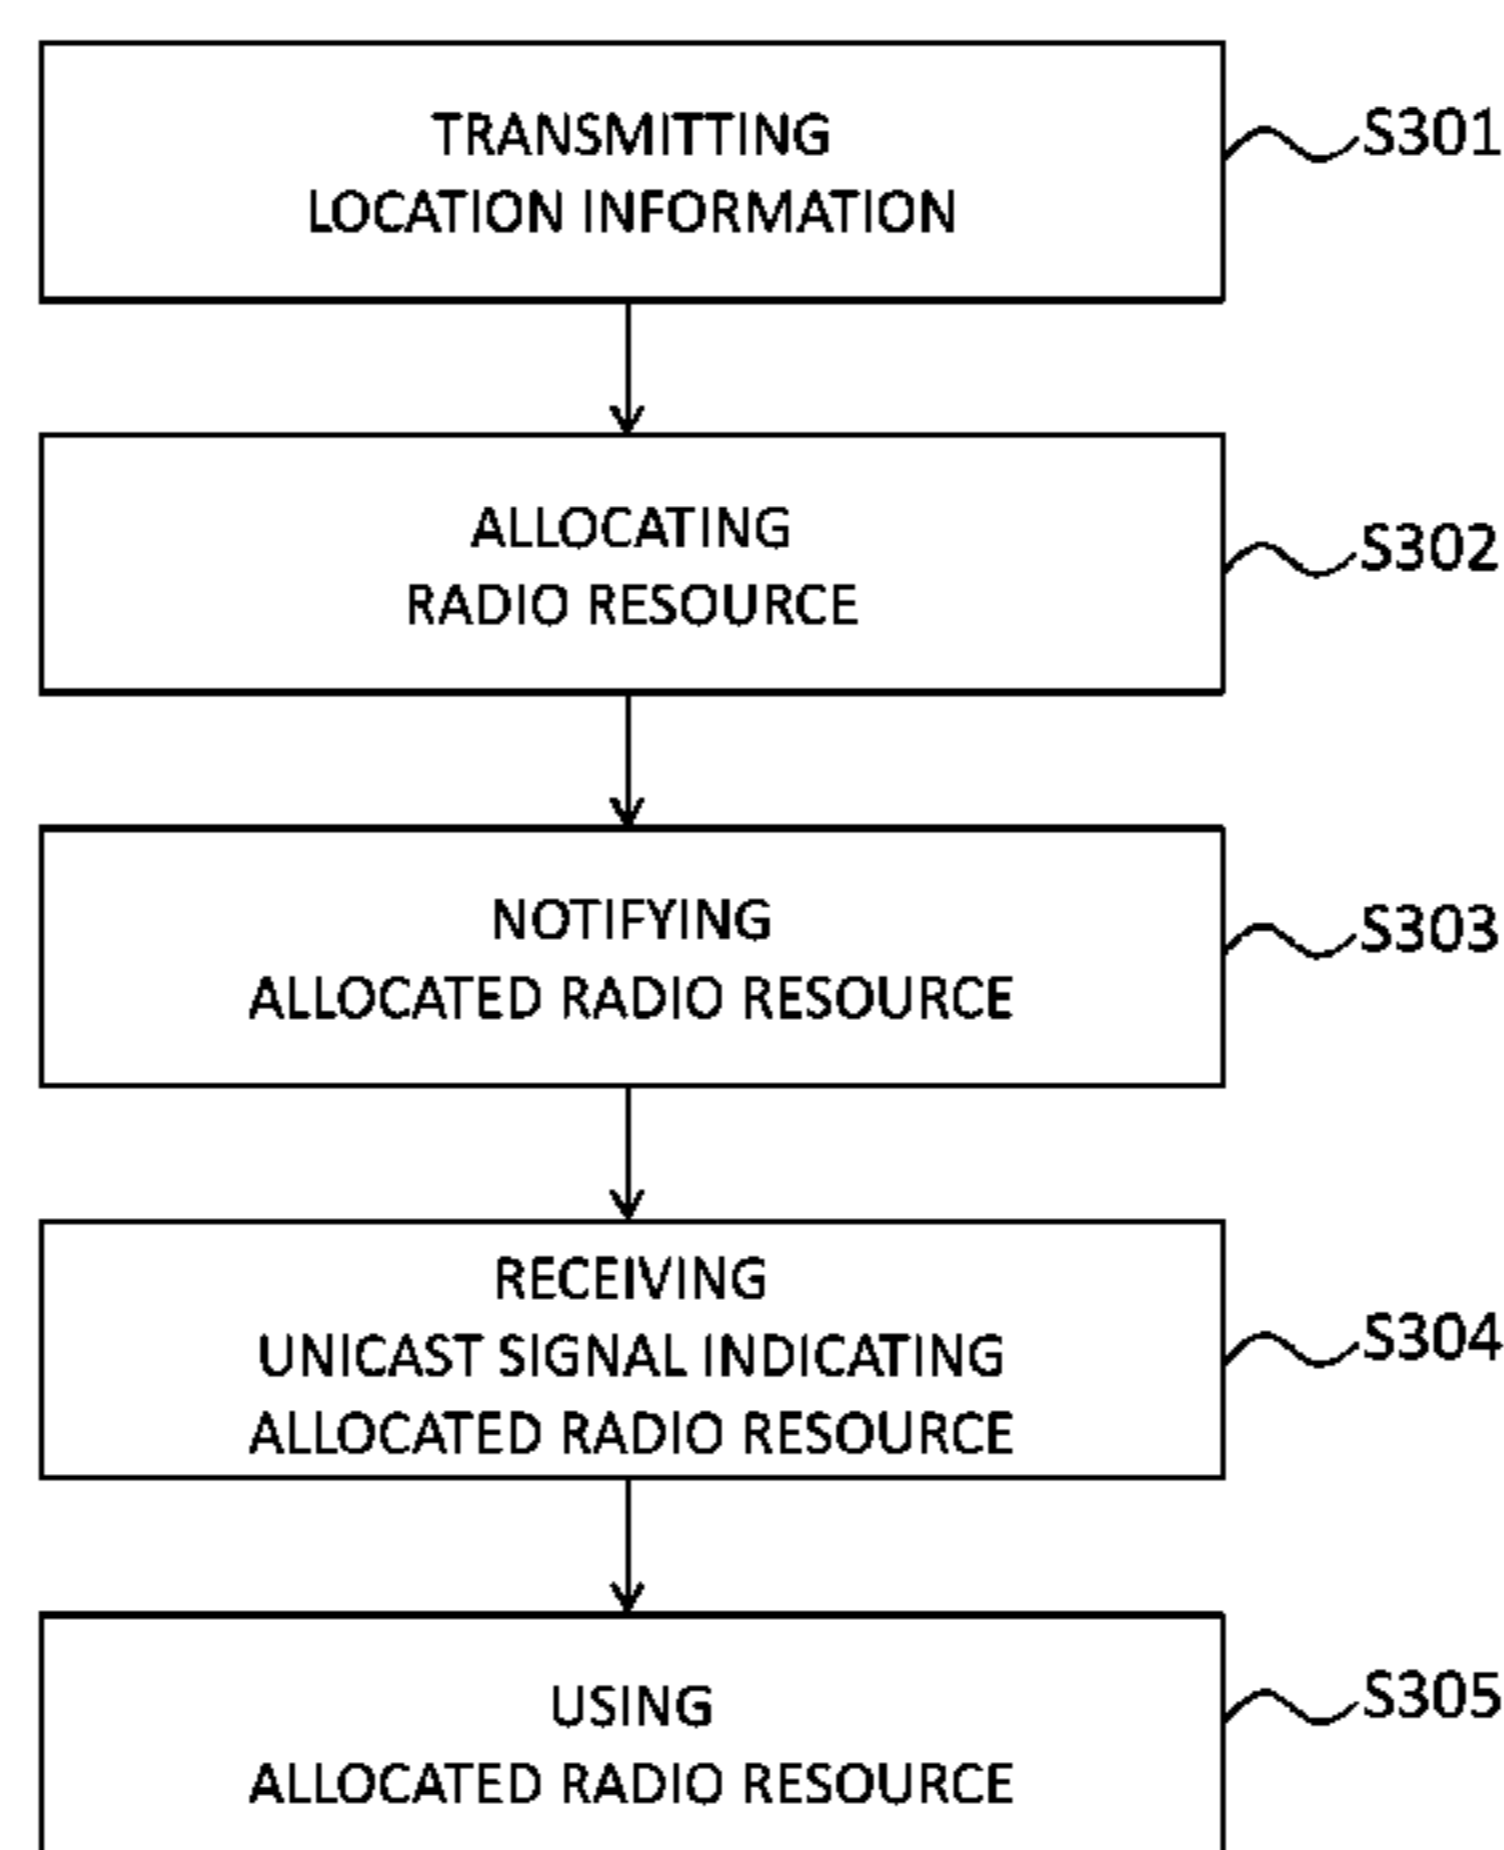 TRANSMITTING
LOCATION INFORMATION
S301
ALLOCATING
RADIO RESOURCE
S302
NOTIFYING
ALLOCATED RADIO RESOURCE
S303
RECEIVING
UNICAST SIGNAL INDICATING
ALLOCATED RADIO RESOURCE
S304
USING
ALLOCATED RADIO RESOURCE
S305